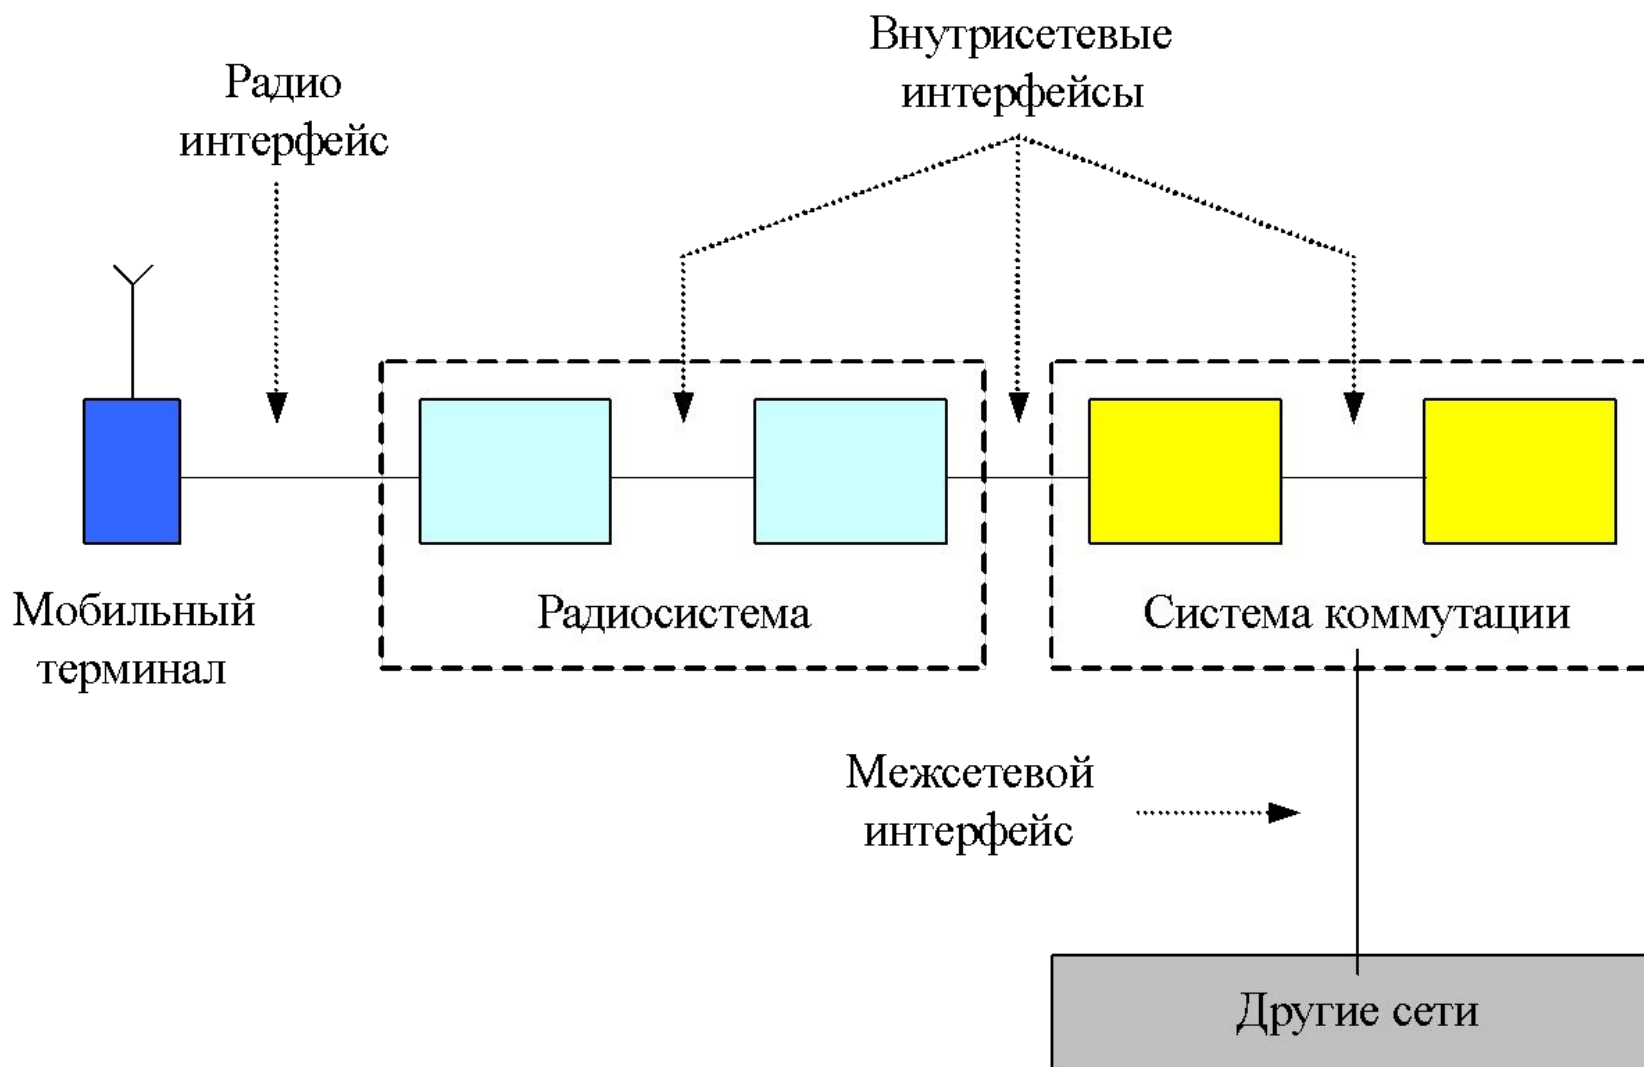 Радио
интерфейс
Внутрисетевые
интерфейсы
Мобильный
терминал
Радиосистема
Система коммутации
Межсетевой
интерфейс
Другие сети